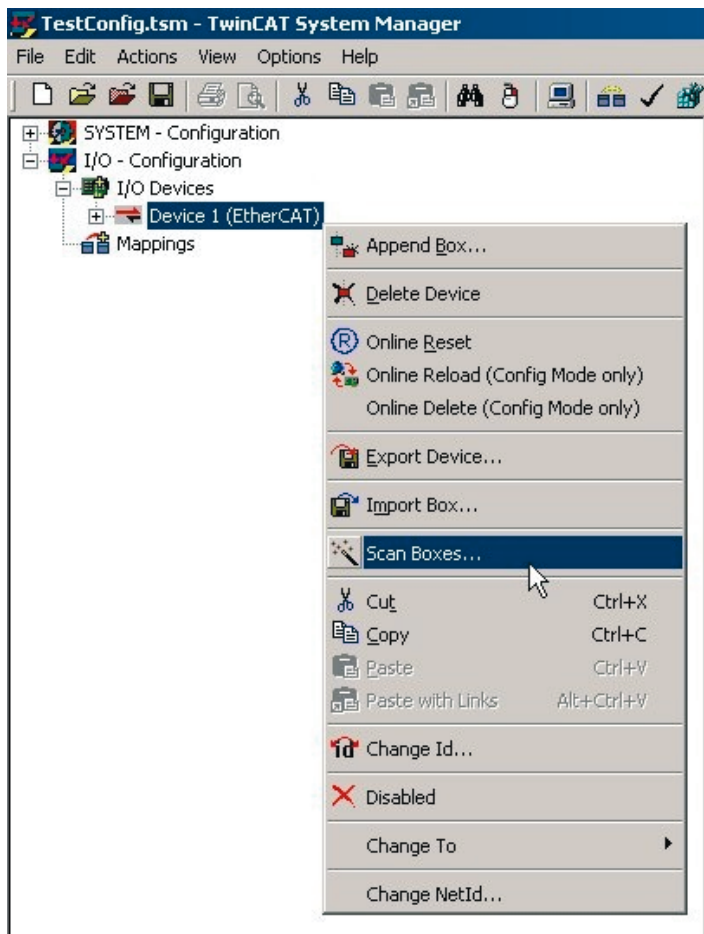 TestConfig.tsm - TwinCAT System Manager
File Edit Actions View Options Help
SYSTEM - Configuration
I/O - Configuration
I/O Devices
Device 1 (EtherCAT)
Mappings
Append Box...
Delete Device
Online Reset
Online Reload (Config Mode only)
Online Delete (Config Mode only)
Export Device...
Import Box...
Scan Boxes...
Cut Ctrl+X
Copy Ctrl+C
Paste Ctrl+V
Paste with Links Alt+Ctrl+V
Change Id...
Disabled
Change To
Change NetId...